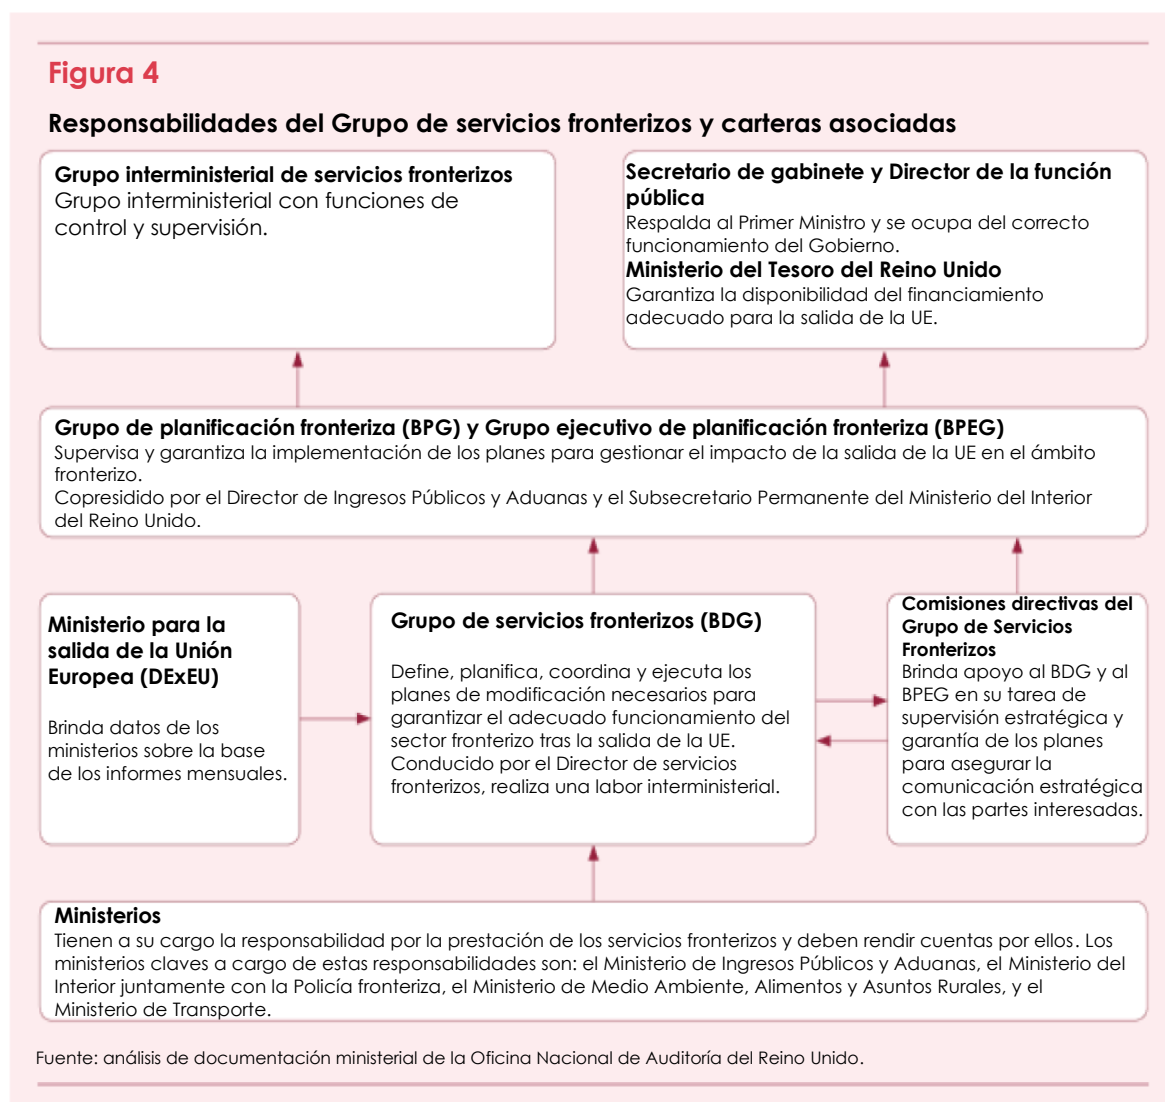 Figura 4
Responsabilidades del Grupo de servicios fronterizos y carteras asociadas
Grupo interministerial de servicios fronterizos
Grupo interministerial con funciones de
control y supervisión.
Secretario de gabinete y Director de la función
pública
Respalda al Primer Ministro y se ocupa del correcto
funcionamiento del Gobierno.
Ministerio del Tesoro del Reino Unido
Garantiza la disponibilidad del financiamiento
adecuado para la salida de la UE.
Grupo de planificación fronteriza (BPG) y Grupo ejecutivo de planificación fronteriza (BPEG)
Supervisa y garantiza la implementación de los planes para gestionar el impacto de la salida de la UE en el ámbito
fronterizo.
Copresidido por el Director de Ingresos Públicos y Aduanas y el Subsecretario Permanente del Ministerio del Interior
del Reino Unido.
Ministerio para la
salida de la Unión
Europea (DExEU)
Brinda datos de los
ministerios sobre la base
de los informes mensuales.
Grupo de servicios fronterizos (BDG)
Define, planifica, coordina y ejecuta los
planes de modificación necesarios para
garantizar el adecuado funcionamiento del
sector fronterizo tras la salida de la UE.
Conducido por el Director de servicios
fronterizos, realiza una labor interministerial.
Comisiones directivas del
Grupo de Servicios
Fronterizos
Brinda apoyo al BDG y al
BPEG en su tarea de
supervisión estratégica y
garantía de los planes
para asegurar la
comunicación estratégica
con las partes interesadas.
Ministerios
Tienen a su cargo la responsabilidad por la prestación de los servicios fronterizos y deben rendir cuentas por ellos. Los
ministerios claves a cargo de estas responsabilidades son: el Ministerio de Ingresos Públicos y Aduanas, el Ministerio del
Interior juntamente con la Policía fronteriza, el Ministerio de Medio Ambiente, Alimentos y Asuntos Rurales, y el
Ministerio de Transporte.
Fuente: análisis de documentación ministerial de la Oficina Nacional de Auditoría del Reino Unido.